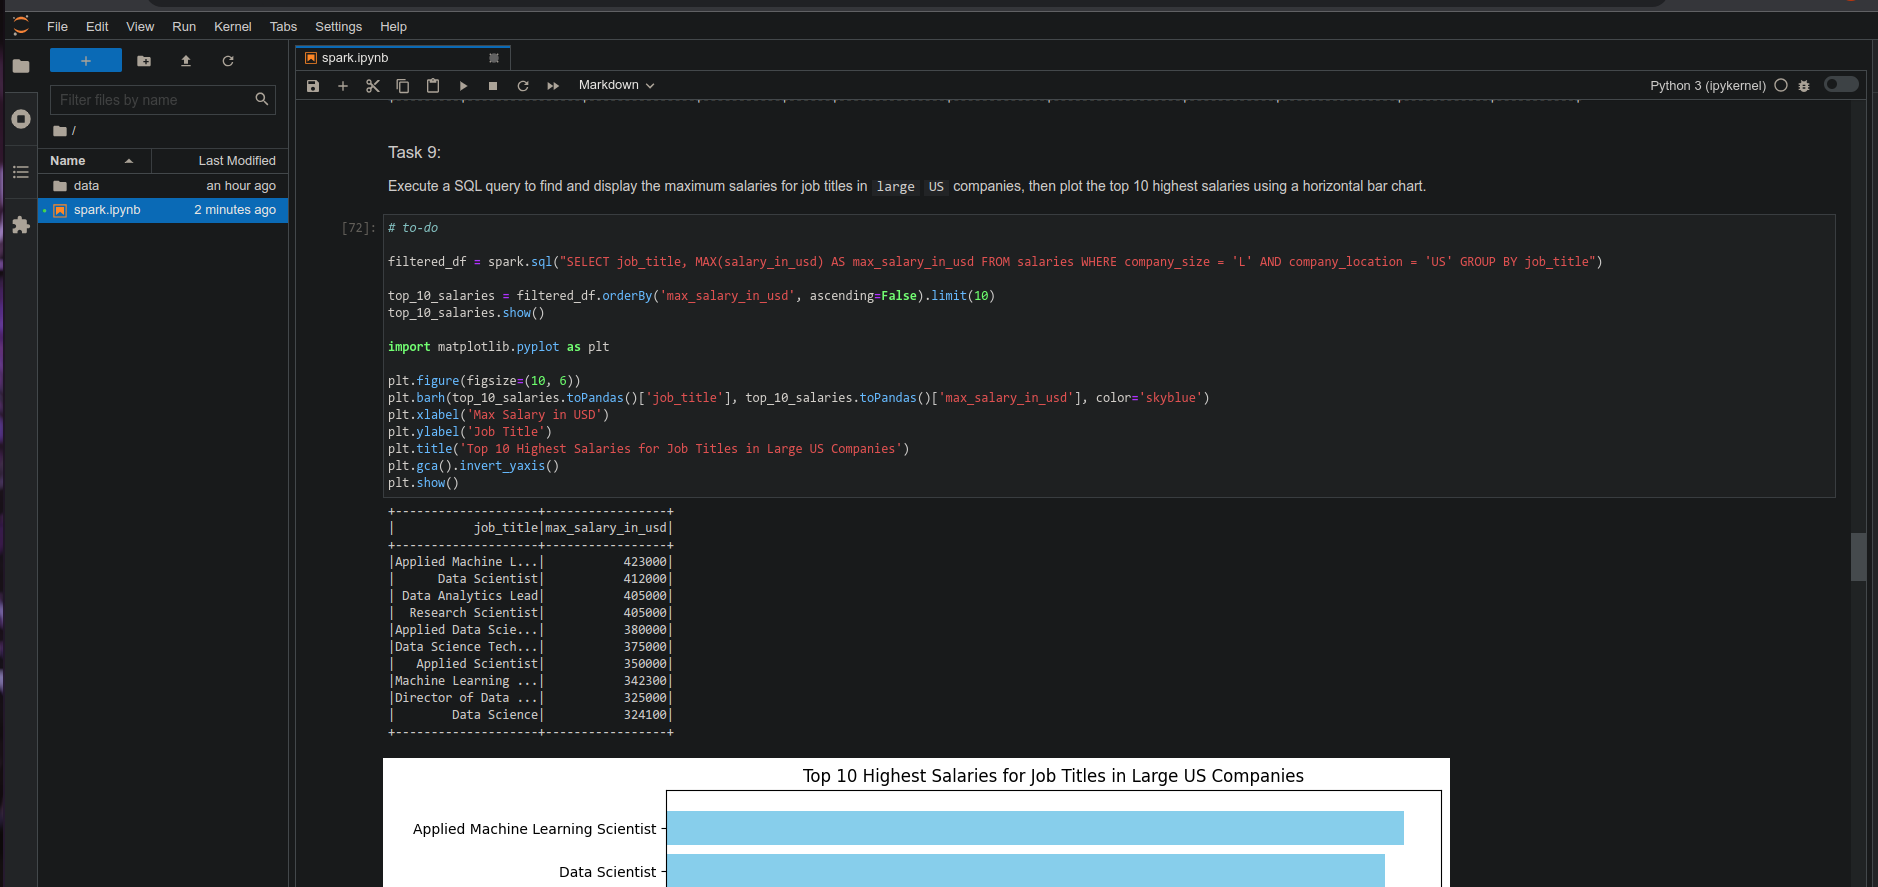 File Edit View Run Kernel Tabs Settings Help
spark.ipynb
Markdown
Python 3 (ipykernel)
Filter files by name
/
Name Last Modified
data an hour ago
spark.ipynb 2 minutes ago
Task 9:
Execute a SQL query to find and display the maximum salaries for job titles in large US companies, then plot the top 10 highest salaries using a horizontal bar chart.
[72]:
# to-do
filtered_df = spark.sql("SELECT job_title, MAX(salary_in_usd) AS max_salary_in_usd FROM salaries WHERE company_size = 'L' AND company_location = 'US' GROUP BY job_title")
top_10_salaries = filtered_df.orderBy('max_salary_in_usd', ascending=False).limit(10)
top_10_salaries.show()
import matplotlib.pyplot as plt
plt.figure(figsize=(10, 6))
plt.barh(top_10_salaries.toPandas()['job_title'], top_10_salaries.toPandas()['max_salary_in_usd'], color='skyblue')
plt.xlabel('Max Salary in USD')
plt.ylabel('Job Title')
plt.title('Top 10 Highest Salaries for Job Titles in Large US Companies')
plt.gca().invert_yaxis()
plt.show()
+--------------------+-----------------+
|           job_title|max_salary_in_usd|
+--------------------+-----------------+
|Applied Machine L...|           423000|
|      Data Scientist|           412000|
| Data Analytics Lead|           405000|
|  Research Scientist|           405000|
|Applied Data Scie...|           380000|
|Data Science Tech...|           375000|
|   Applied Scientist|           350000|
|Machine Learning ...|           342300|
|Director of Data ...|           325000|
|        Data Science|           324100|
+--------------------+-----------------+
Top 10 Highest Salaries for Job Titles in Large US Companies
Applied Machine Learning Scientist
Data Scientist